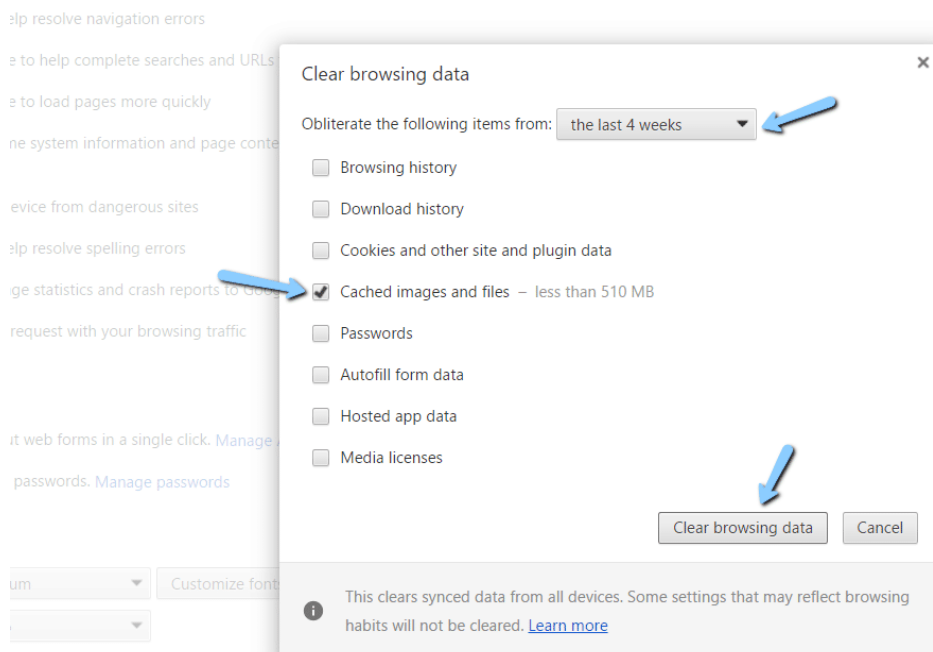 elp resolve navigation errors
e to help complete searches and URLs
e to load pages more quickly
me system information and page conte
evice from dangerous sites
elp resolve spelling errors
ge statistics and crash reports to Goog
request with your browsing traffic
ut web forms in a single click. Manage
passwords. Manage passwords
um
Customize fonts
Clear browsing data
Obliterate the following items from: the last 4 weeks
Browsing history
Download history
Cookies and other site and plugin data
Cached images and files – less than 510 MB
Passwords
Autofill form data
Hosted app data
Media licenses
Clear browsing data Cancel
This clears synced data from all devices. Some settings that may reflect browsing
habits will not be cleared. Learn more